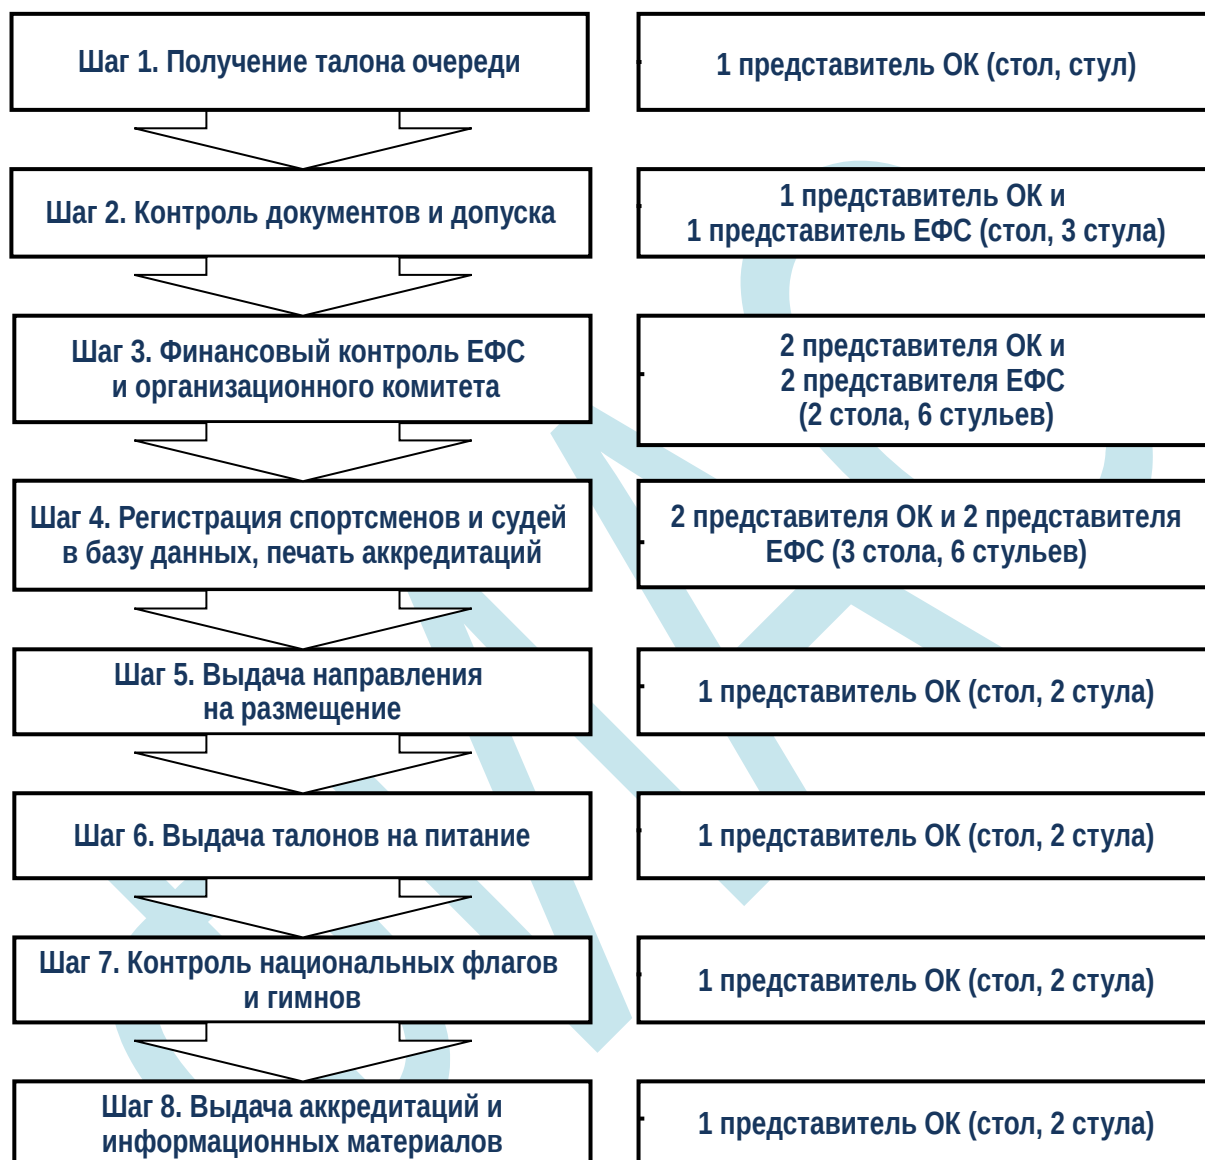 Шаг 1. Получение талона очереди
1 представитель ОК (стол, стул)
Шаг 2. Контроль документов и допуска
1 представитель ОК и
1 представитель ЕФС (стол, 3 стула)
Шаг 3. Финансовый контроль ЕФС
и организационного комитета
2 представителя ОК и
2 представителя ЕФС
(2 стола, 6 стульев)
Шаг 4. Регистрация спортсменов и судей
в базу данных, печать аккредитаций
2 представителя ОК и 2 представителя
ЕФС (3 стола, 6 стульев)
Шаг 5. Выдача направления
на размещение
1 представитель ОК (стол, 2 стула)
Шаг 6. Выдача талонов на питание
1 представитель ОК (стол, 2 стула)
Шаг 7. Контроль национальных флагов
и гимнов
1 представитель ОК (стол, 2 стула)
Шаг 8. Выдача аккредитаций и
информационных материалов
1 представитель ОК (стол, 2 стула)